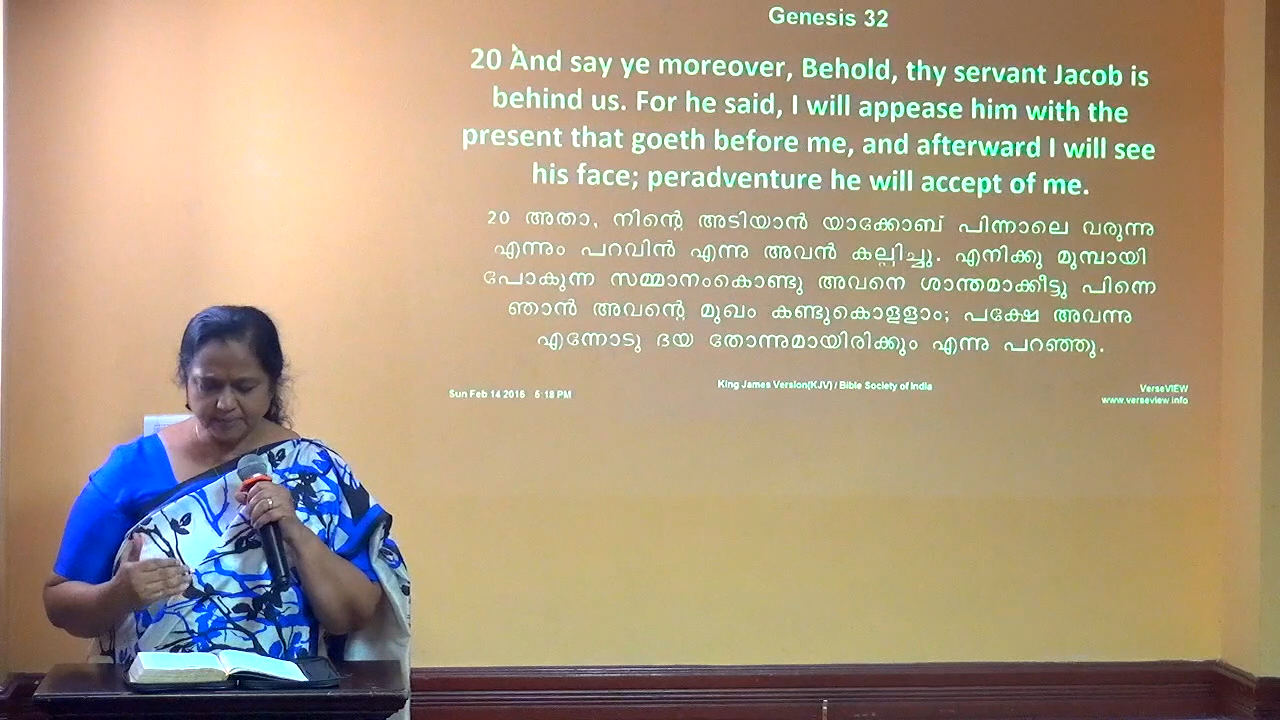 Genesis 32
20 And say ye moreover, Behold, thy servant Jacob is
behind us. For he said, I will appease him with the
present that goeth before me, and afterward I will see
his face; peradventure he will accept of me.
20 അതാ, നിന്റെ അടിയാൻ യാക്കോബ് പിന്നാലെ വരുന്നു
എന്നും പറവിൻ എന്നു അവൻ കല്പിച്ചു. എനിക്കു മുമ്പായി
പോകുന്ന സമ്മാനംകൊണ്ടു അവനെ ശാന്തമാക്കീട്ടു പിന്നെ
ഞാൻ അവന്റെ മുഖം കണ്ടുകൊളളാം; പക്ഷേ അവന്നു
എന്നോടു ദയ തോന്നുമായിരിക്കും എന്നു പറഞ്ഞു.
Sun Feb 14 2016 5:18 PM
King James Version(KJV) / Bible Society of India
VerseVIEW
www.verseview.info